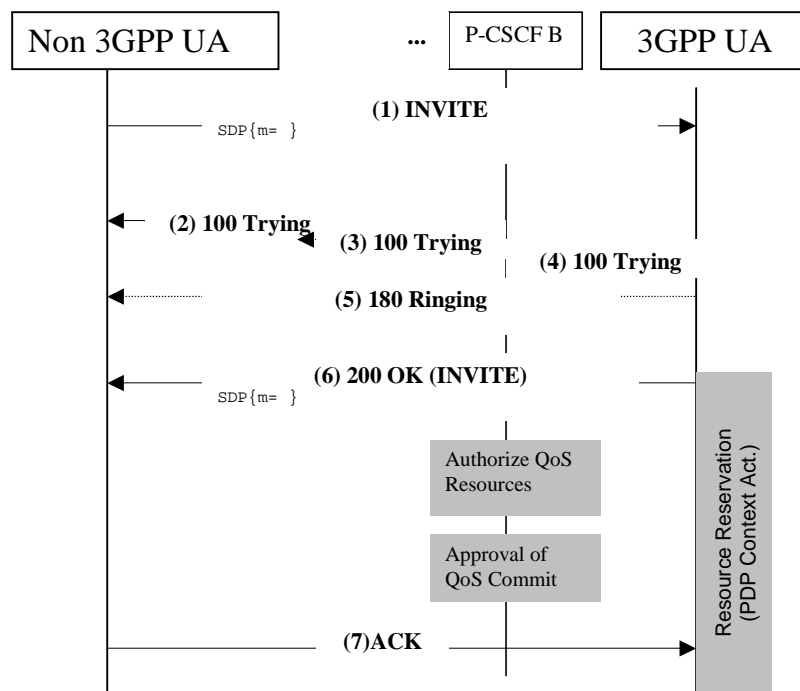 Non 3GPP UA
...
P-CSCF B
3GPP UA
(1) INVITE
SDP{m= }
(2) 100 Trying
(3) 100 Trying
(4) 100 Trying
(5) 180 Ringing
(6) 200 OK (INVITE)
SDP{m= }
Authorize QoS
Resources
Approval of
QoS Commit
Resource Reservation
(PDP Context Act.)
(7)ACK